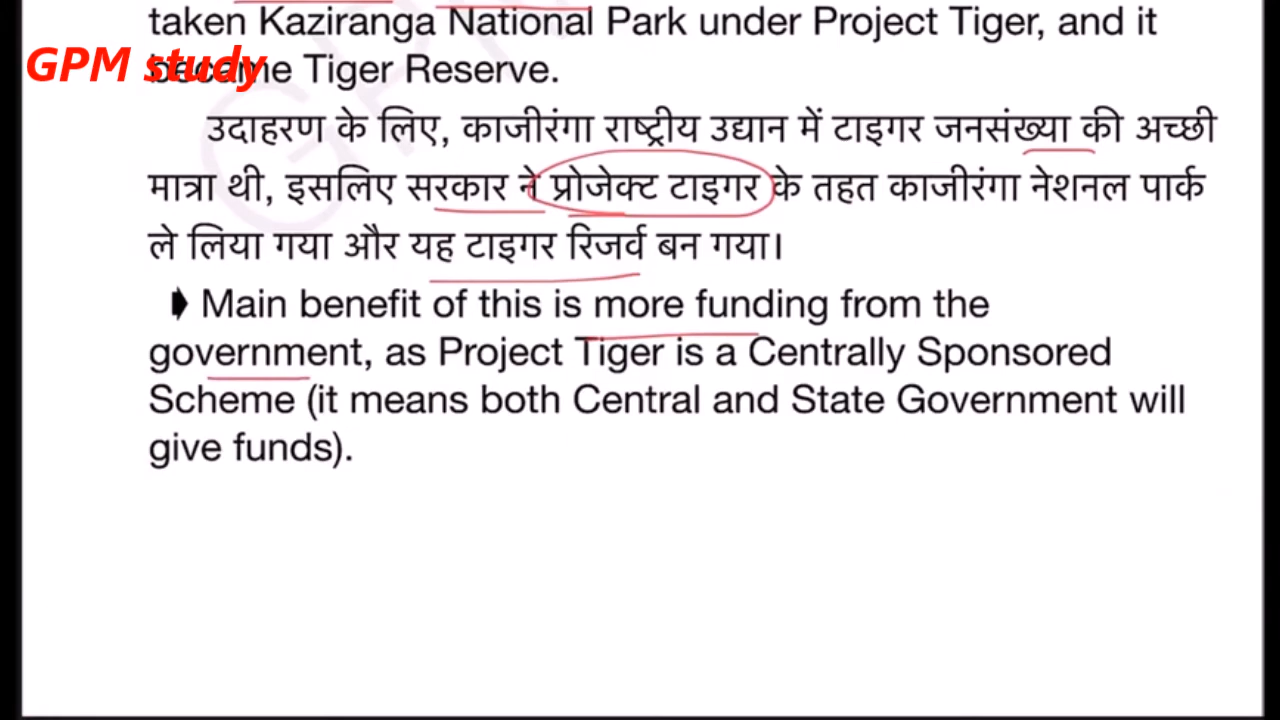 taken Kaziranga National Park under Project Tiger, and it
GPM study
became Tiger Reserve.
उदाहरण के लिए, काजीरंगा राष्ट्रीय उद्यान में टाइगर जनसंख्या की अच्छी
मात्रा थी, इसलिए सरकार ने प्रोजेक्ट टाइगर के तहत काजीरंगा नेशनल पार्क
ले लिया गया और यह टाइगर रिजर्व बन गया।
➧ Main benefit of this is more funding from the
government, as Project Tiger is a Centrally Sponsored
Scheme (it means both Central and State Government will
give funds).